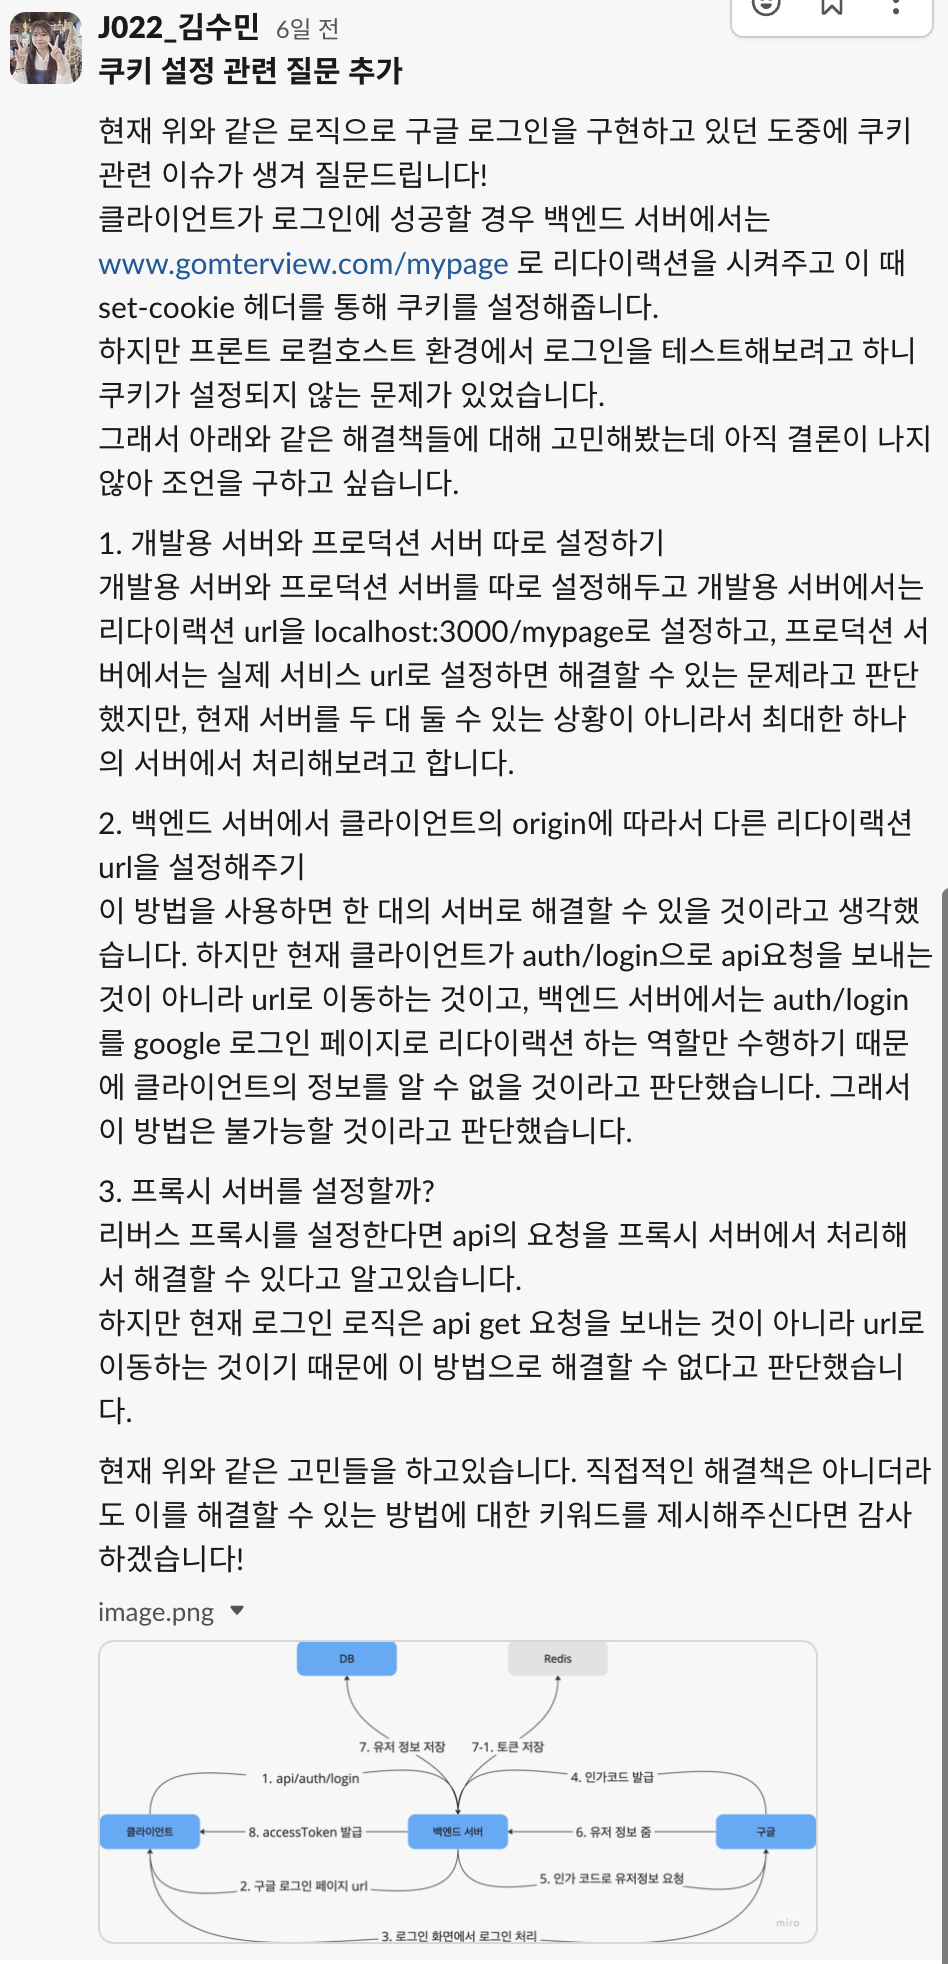 J022_김수민 6일 전
쿠키 설정 관련 질문 추가
현재 위와 같은 로직으로 구글 로그인을 구현하고 있던 도중에 쿠키
관련 이슈가 생겨 질문드립니다!
클라이언트가 로그인에 성공할 경우 백엔드 서버에서는
www.gomterview.com/mypage 로 리다이랙션을 시켜주고 이 때
set-cookie 헤더를 통해 쿠키를 설정해줍니다.
하지만 프론트 로컬호스트 환경에서 로그인을 테스트해보려고 하니
쿠키가 설정되지 않는 문제가 있었습니다.
그래서 아래와 같은 해결책들에 대해 고민해봤는데 아직 결론이 나지
않아 조언을 구하고 싶습니다.
1. 개발용 서버와 프로덕션 서버 따로 설정하기
개발용 서버와 프로덕션 서버를 따로 설정해두고 개발용 서버에서는
리다이랙션 url을 localhost:3000/mypage로 설정하고, 프로덕션 서
버에서는 실제 서비스 url로 설정하면 해결할 수 있는 문제라고 판단
했지만, 현재 서버를 두 대 둘 수 있는 상황이 아니라서 최대한 하나
의 서버에서 처리해보려고 합니다.
2. 백엔드 서버에서 클라이언트의 origin에 따라서 다른 리다이랙션
url을 설정해주기
이 방법을 사용하면 한 대의 서버로 해결할 수 있을 것이라고 생각했
습니다. 하지만 현재 클라이언트가 auth/login으로 api요청을 보내는
것이 아니라 url로 이동하는 것이고, 백엔드 서버에서는 auth/login
를 google 로그인 페이지로 리다이랙션 하는 역할만 수행하기 때문
에 클라이언트의 정보를 알 수 없을 것이라고 판단했습니다. 그래서
이 방법은 불가능할 것이라고 판단했습니다.
3. 프록시 서버를 설정할까?
리버스 프록시를 설정한다면 api의 요청을 프록시 서버에서 처리해
서 해결할 수 있다고 알고있습니다.
하지만 현재 로그인 로직은 api get 요청을 보내는 것이 아니라 url로
이동하는 것이기 때문에 이 방법으로 해결할 수 없다고 판단했습니
다.
현재 위와 같은 고민들을 하고있습니다. 직접적인 해결책은 아니더라
도 이를 해결할 수 있는 방법에 대한 키워드를 제시해주신다면 감사
하겠습니다!
image.png
DB
Redis
7. 유저 정보 저장
7-1. 토큰 저장
1. api/auth/login
4. 인가코드 발급
클라이언트
8. accessToken 발급
백엔드 서버
6. 유저 정보 줌
구글
2. 구글 로그인 페이지 url
5. 인가 코드로 유저정보 요청
miro
3. 로그인 화면에서 로그인 처리